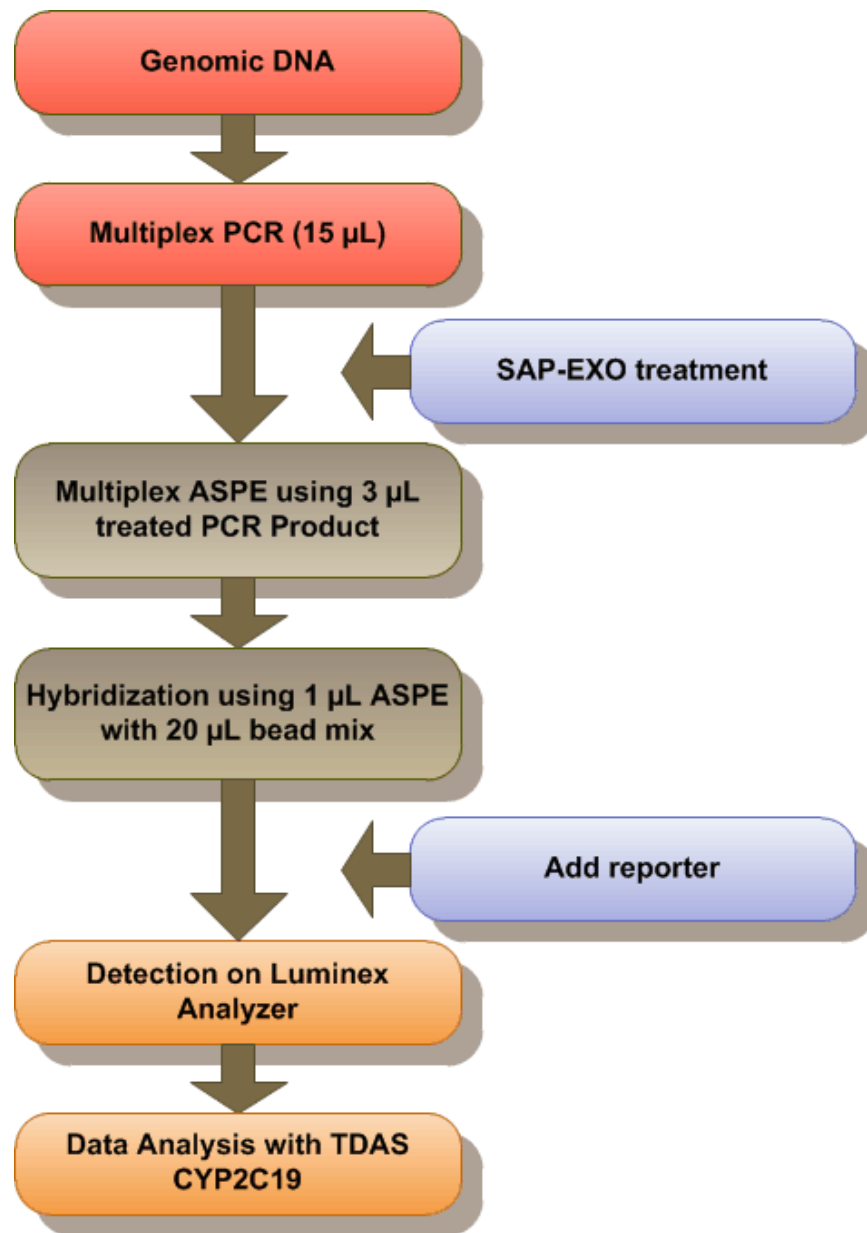 Genomic DNA
Multiplex PCR (15 µL)
SAP-EXO treatment
Multiplex ASPE using 3 µL
treated PCR Product
Hybridization using 1 µL ASPE
with 20 µL bead mix
Add reporter
Detection on Luminex
Analyzer
Data Analysis with TDAS
CYP2C19